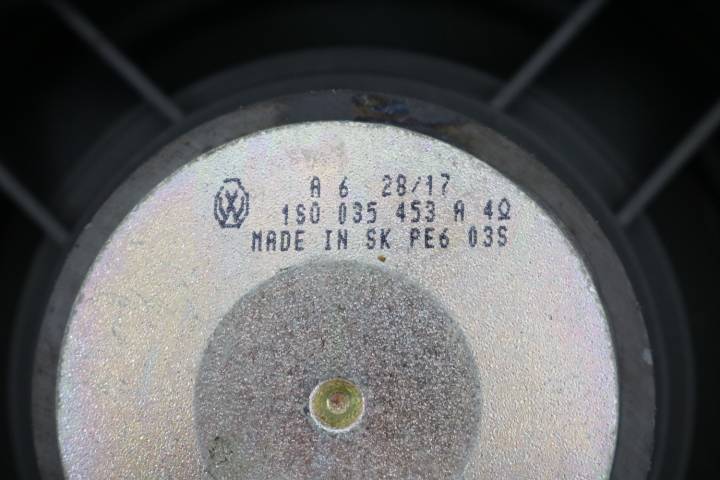 A 6 28/17
1S0 035 453 A 4Ω
MADE IN SK PE6 03S